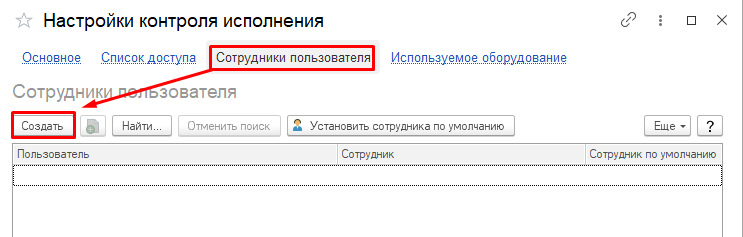 Настройки контроля исполнения
Основное Список доступа Сотрудники пользователя Используемое оборудование
Сотрудники пользователя
Создать Найти... Отменить поиск Установить сотрудника по умолчанию Еще ?
Пользователь Сотрудник Сотрудник по умолчанию